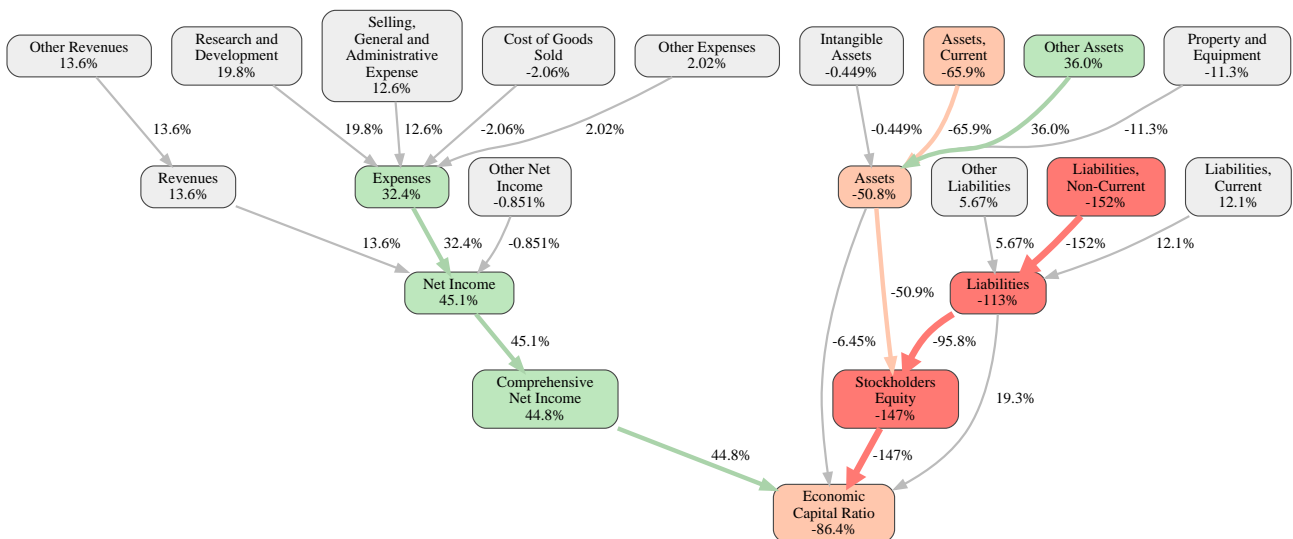 Other Revenues
13.6%
Research and
Development
19.8%
Selling,
General and
Administrative
Expense
12.6%
Cost of Goods
Sold
-2.06%
Other Expenses
2.02%
Intangible
Assets
-0.449%
Assets,
Current
-65.9%
Other Assets
36.0%
Property and
Equipment
-11.3%
13.6%
19.8%
12.6%
-2.06%
2.02%
-0.449%
-65.9%
36.0%
-11.3%
Revenues
13.6%
Expenses
32.4%
Other Net
Income
-0.851%
Assets
-50.8%
Other
Liabilities
5.67%
Liabilities,
Non-Current
-152%
Liabilities,
Current
12.1%
13.6%
32.4%
-0.851%
5.67%
-152%
12.1%
Net Income
45.1%
Liabilities
-113%
-50.9%
45.1%
-6.45%
-95.8%
Comprehensive
Net Income
44.8%
Stockholders
Equity
-147%
19.3%
44.8%
-147%
Economic
Capital Ratio
-86.4%